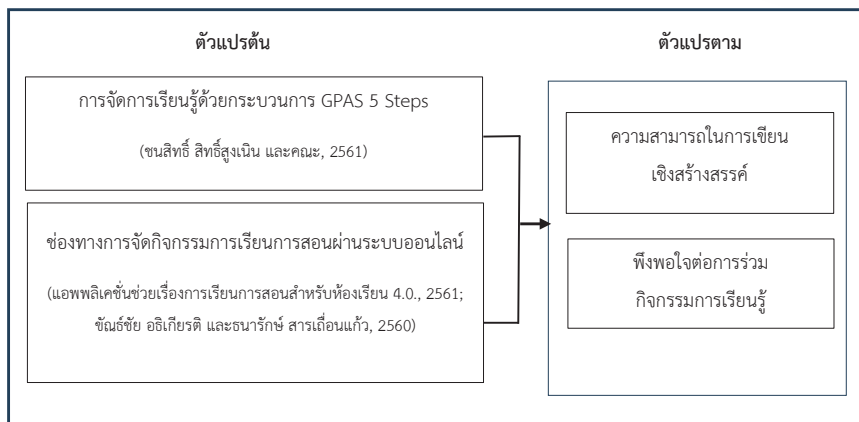 ตัวแปรต้น
การจัดการเรียนรู้ด้วยกระบวนการ GPAS 5 Steps
(ชนสิทธิ์ สิทธิ์สูงเนิน และคณะ, 2561)
ช่องทางการจัดกิจกรรมการเรียนการสอนผ่านระบบออนไลน์
(แอพพลิเคชั่นช่วยเรื่องการเรียนการสอนสำหรับห้องเรียน 4.0., 2561;
ขัณธ์ชัย อธิเกียรติ และธนารักษ์ สารเถื่อนแก้ว, 2560)
ตัวแปรตาม
ความสามารถในการเขียน
เชิงสร้างสรรค์
พึงพอใจต่อการร่วม
กิจกรรมการเรียนรู้